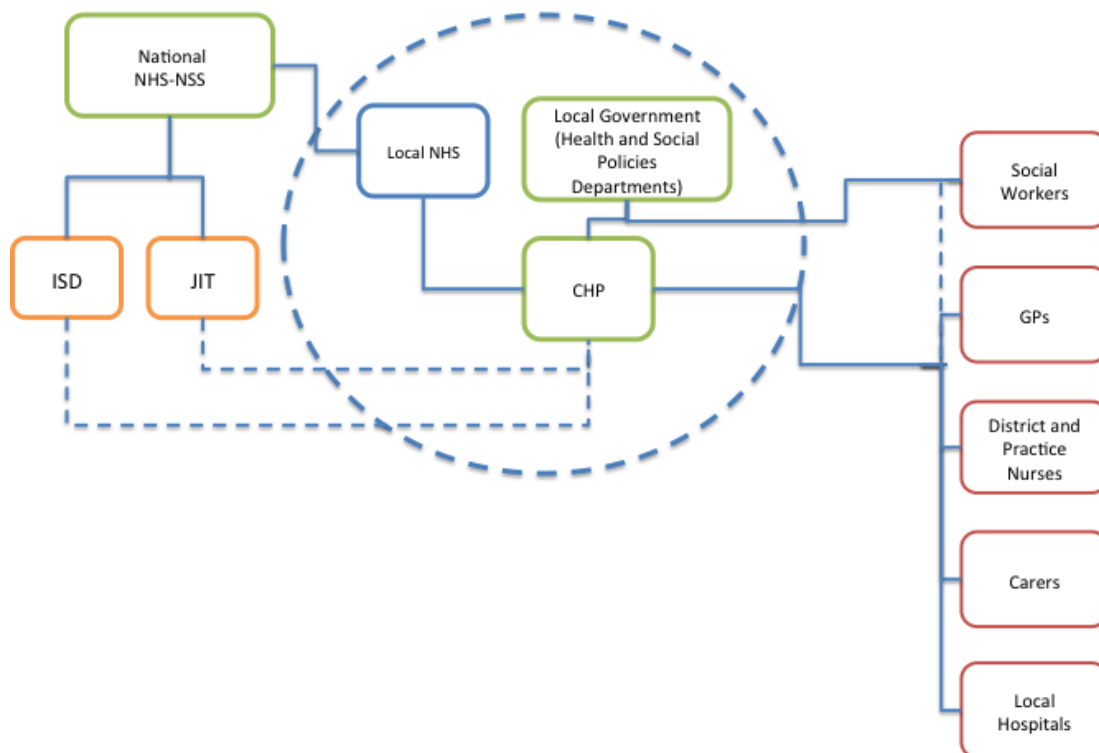 National
NHS-NSS
Local NHS
Local Government
(Health and Social
Policies
Departments)
Social
Workers
ISD
JIT
CHP
GPs
District and
Practice
Nurses
Carers
Local
Hospitals